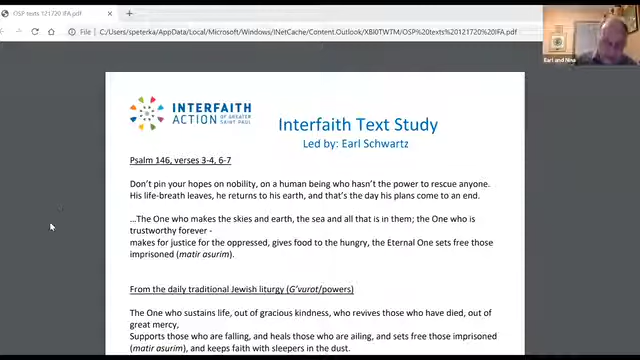 OSP texts 121720 IFA.pdf
File | C:/Users/speterka/AppData/Local/Microsoft/Windows/INetCache/Content.Outlook/XBI0TWTM/OSP%20texts%20121720%20IFA.pdf
Earl and Nina
INTERFAITH
ACTION OF GREATER SAINT PAUL
Interfaith Text Study
Led by: Earl Schwartz
Psalm 146, verses 3-4, 6-7
Don't pin your hopes on nobility, on a human being who hasn't the power to rescue anyone.
His life-breath leaves, he returns to his earth, and that's the day his plans come to an end.
…The One who makes the skies and earth, the sea and all that is in them; the One who is
trustworthy forever -
makes for justice for the oppressed, gives food to the hungry, the Eternal One sets free those
imprisoned (matir asurim).
From the daily traditional Jewish liturgy (G'vurot/powers)
The One who sustains life, out of gracious kindness, who revives those who have died, out of
great mercy,
Supports those who are falling, and heals those who are ailing, and sets free those imprisoned
(matir asurim), and keeps faith with sleepers in the dust.